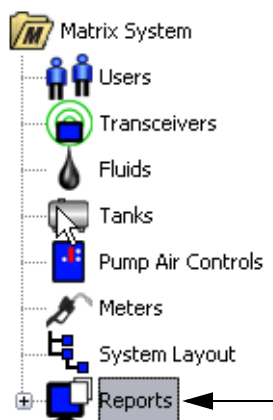 Matrix System
Users
Transceivers
Fluids
Tanks
Pump Air Controls
Meters
System Layout
Reports